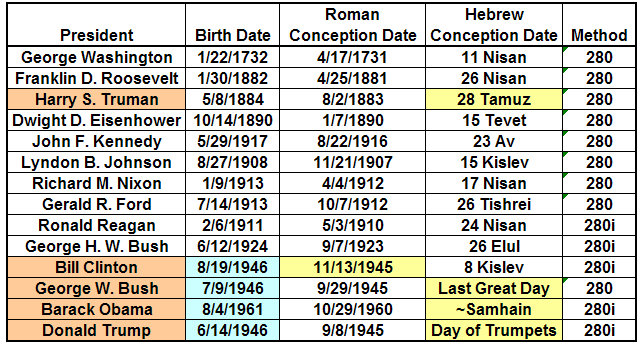 President Birth Date Roman Conception Date Hebrew Conception Date Method
George Washington 1/22/1732 4/17/1731 11 Nisan 280
Franklin D. Roosevelt 1/30/1882 4/25/1881 26 Nisan 280
Harry S. Truman 5/8/1884 8/2/1883 28 Tamuz 280
Dwight D. Eisenhower 10/14/1890 1/7/1890 15 Tevet 280
John F. Kennedy 5/29/1917 8/22/1916 23 Av 280
Lyndon B. Johnson 8/27/1908 11/21/1907 15 Kislev 280
Richard M. Nixon 1/9/1913 4/4/1912 17 Nisan 280
Gerald R. Ford 7/14/1913 10/7/1912 26 Tishrei 280
Ronald Reagan 2/6/1911 5/3/1910 24 Nisan 280i
George H. W. Bush 6/12/1924 9/7/1923 26 Elul 280i
Bill Clinton 8/19/1946 11/13/1945 8 Kislev 280i
George W. Bush 7/9/1946 9/29/1945 Last Great Day 280
Barack Obama 8/4/1961 10/29/1960 ~Samhain 280i
Donald Trump 6/14/1946 9/8/1945 Day of Trumpets 280i